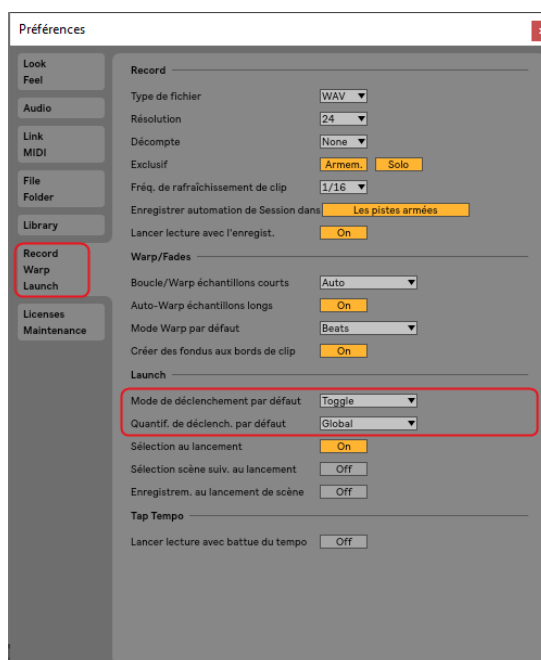 Préférences
Look
Feel
Audio
Link
MIDI
File
Folder
Library
Record
Warp
Launch
Licenses
Maintenance
Record
Type de fichier WAV
Résolution 24
Décompte None
Exclusif Armem. Solo
Fréq. de rafraîchissement de clip 1/16
Enregistrer automation de Session dans Les pistes armées
Lancer lecture avec l'enregist. On
Warp/Fades
Boucle/Warp échantillons courts Auto
Auto-Warp échantillons longs On
Mode Warp par défaut Beats
Créer des fondus aux bords de clip On
Launch
Mode de déclenchement par défaut Toggle
Quantif. de déclench. par défaut Global
Sélection au lancement On
Sélection scène suiv. au lancement Off
Enregistrem. au lancement de scène Off
Tap Tempo
Lancer lecture avec battue du tempo Off